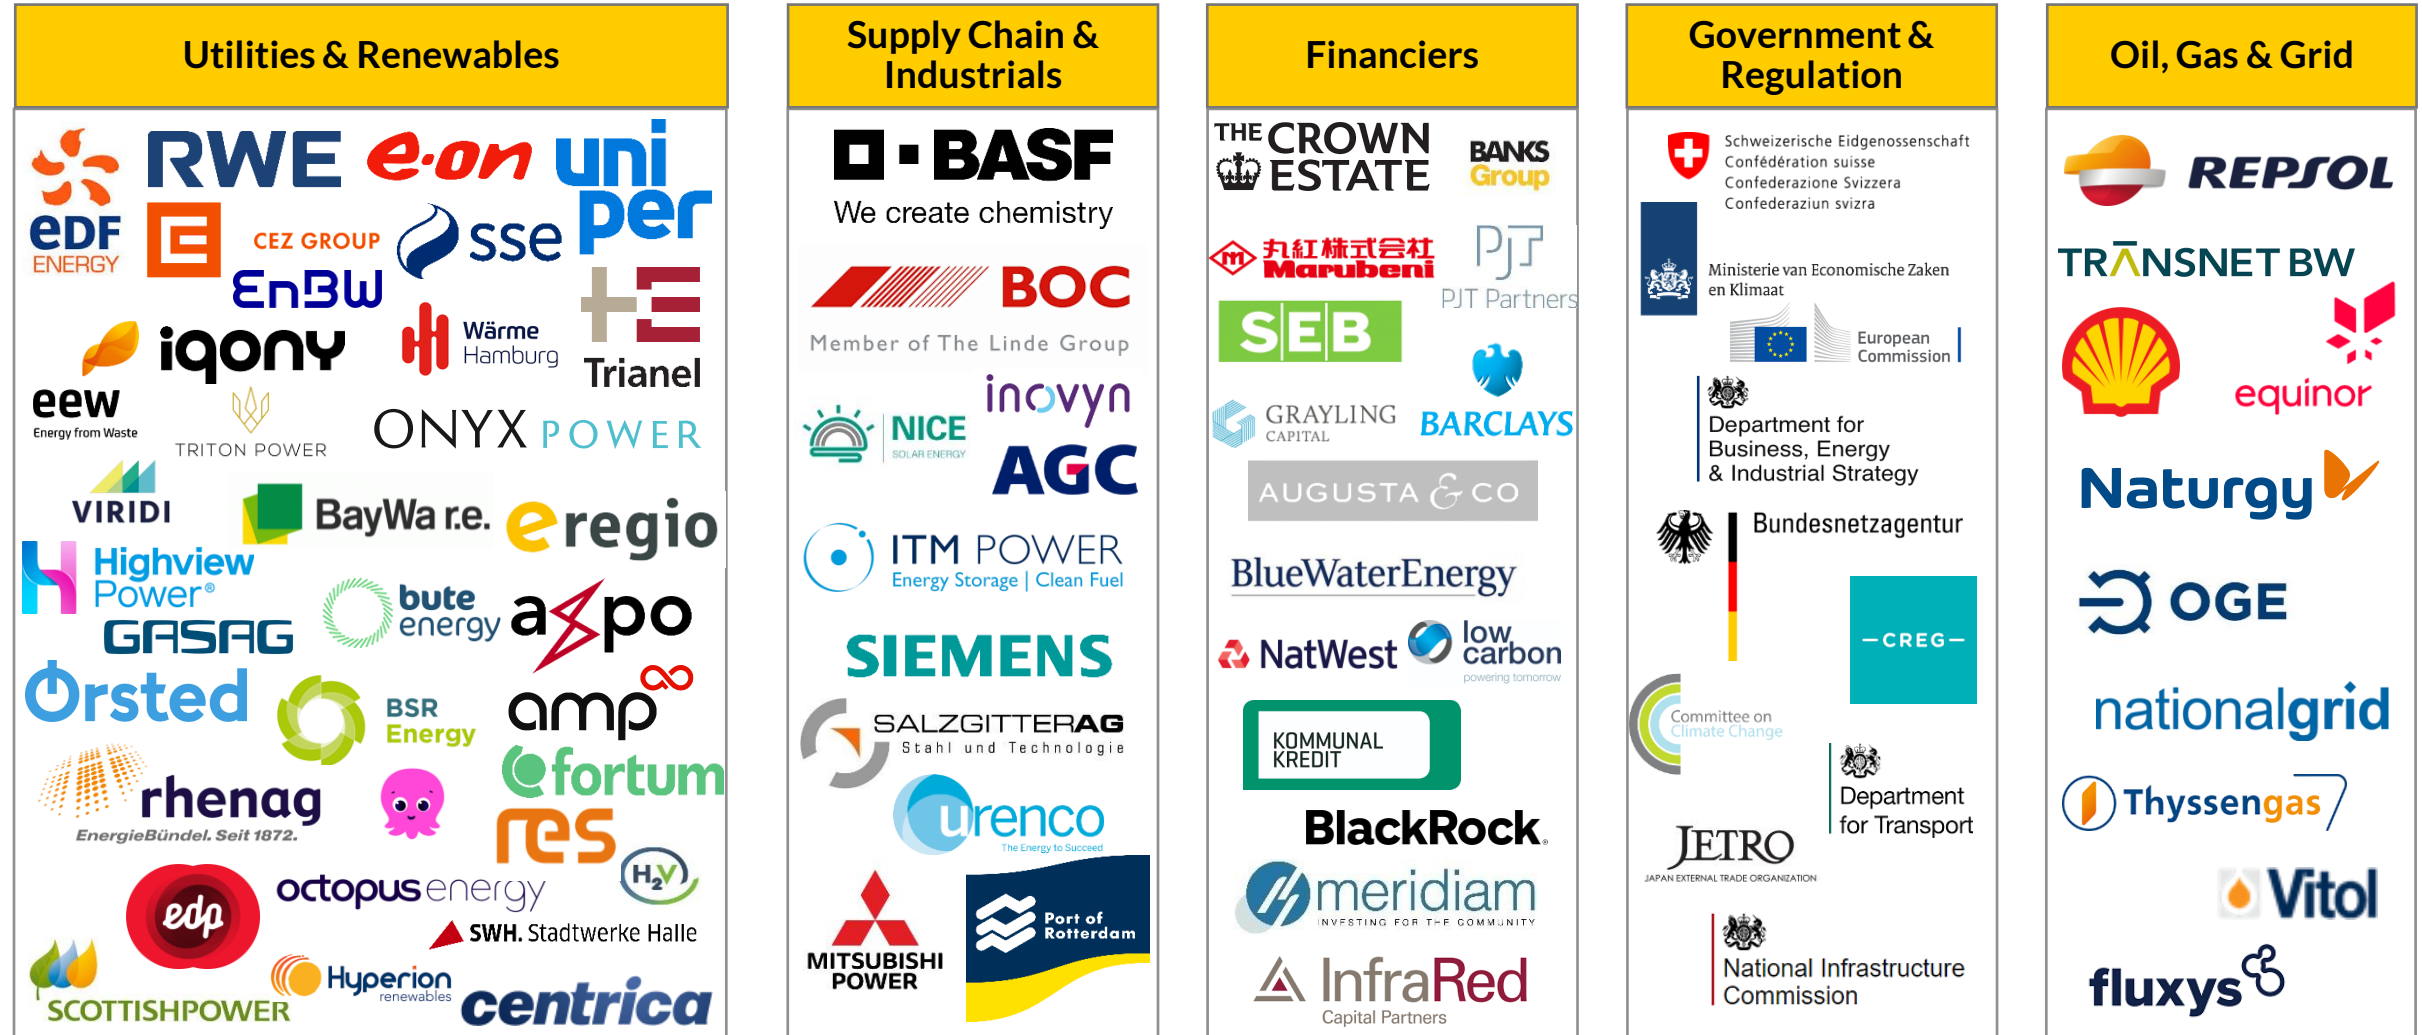 Utilities & Renewables
eDF
ENERGY
RWE
e·on
uni
per
CEZ GROUP
sse
EnBW
iqony
Wärme
Hamburg
Trianel
eew
Energy from Waste
TRITON POWER
ONYX POWER
VIRIDI
BayWa r.e.
e regio
Highview
Power®
bute
energy
axpo
GASAG
Ørsted
BSR
Energy
amp
fortum
rhenag
EnergieBündel. Seit 1872.
res
H2V
edp
octopus energy
SWH. Stadtwerke Halle
SCOTTISHPOWER
Hyperion
renewables
centrica
Supply Chain &
Industrials
BASF
We create chemistry
BOC
Member of The Linde Group
inovyn
NICE
SOLAR ENERGY
AGC
ITM POWER
Energy Storage | Clean Fuel
SIEMENS
SALZGITTERAG
Stahl und Technologie
urenco
The Energy to Succeed
MITSUBISHI
POWER
Port of
Rotterdam
Financiers
THE CROWN
ESTATE
BANKS
Group
丸紅株式会社
Marubeni
PJT
PJT Partners
SEB
GRAYLING
CAPITAL
BARCLAYS
AUGUSTA & CO
BlueWaterEnergy
NatWest
low
carbon
powering tomorrow
KOMMUNAL
KREDIT
BlackRock®
meridiam
INVESTING FOR THE COMMUNITY
InfraRed
Capital Partners
Government &
Regulation
Schweizerische Eidgenossenschaft
Confédération suisse
Confederazione Svizzera
Confederaziun svizra
Ministerie van Economische Zaken
en Klimaat
European
Commission
Department for
Business, Energy
& Industrial Strategy
Bundesnetzagentur
CREG
Committee on
Climate Change
Department
for Transport
JETRO
JAPAN EXTERNAL TRADE ORGANIZATION
National Infrastructure
Commission
Oil, Gas & Grid
REPSOL
TRANSNET BW
equinor
Naturgy
OGE
nationalgrid
Thyssengas
Vitol
fluxys